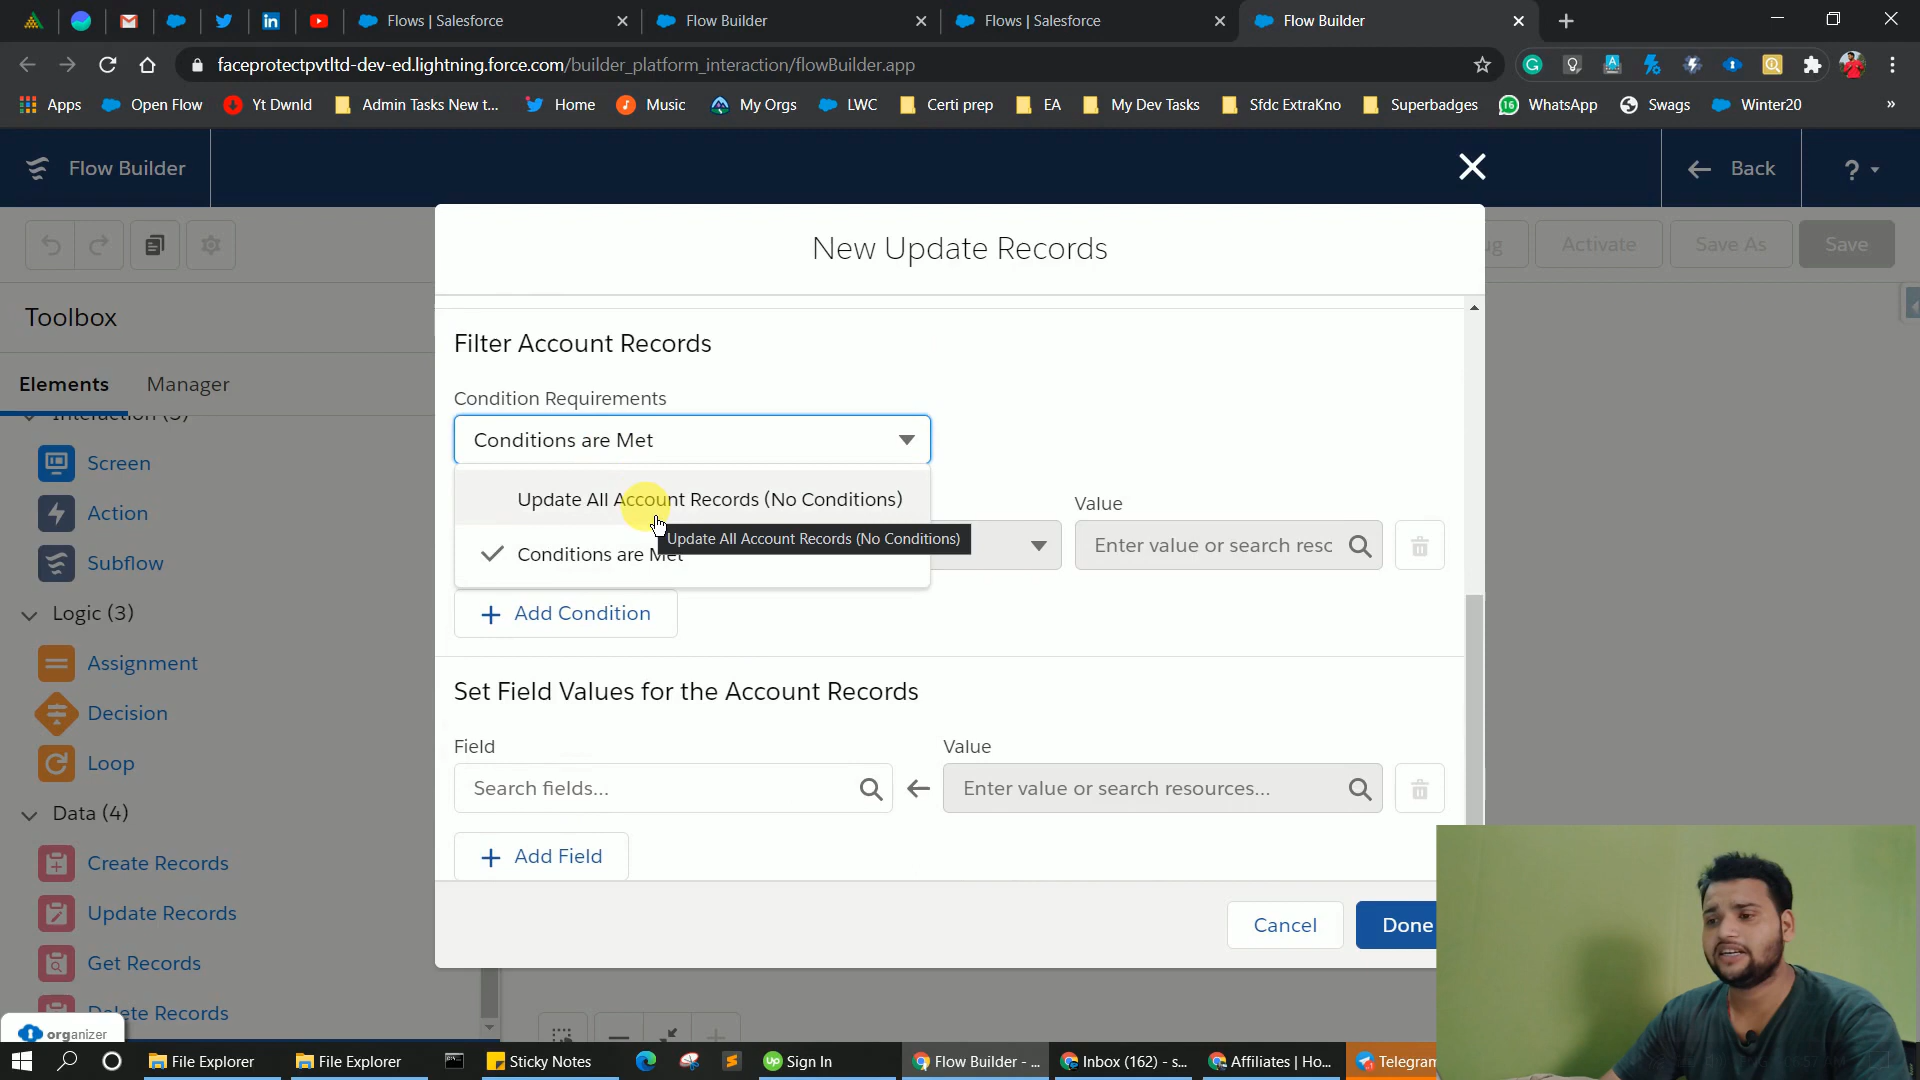 Flows | Salesforce
Flow Builder
Flows | Salesforce
Flow Builder
faceprotectpvtltd-dev-ed.lightning.force.com/builder_platform_interaction/flowBuilder.app
Apps
Open Flow
Yt Dwnld
Admin Tasks New t...
Home
Music
My Orgs
LWC
Certi prep
EA
My Dev Tasks
Sfdc ExtraKno
Superbadges
16
WhatsApp
Swags
Winter20
»
Flow Builder
Back
?
Activate
Save As
Save
New Update Records
Toolbox
Elements
Manager
Screen
Action
Subflow
Logic (3)
Assignment
Decision
Loop
Data (4)
Create Records
Update Records
Get Records
Delete Records
organizer
Filter Account Records
Condition Requirements
Conditions are Met
Update All Account Records (No Conditions)
Conditions are Met
Update All Account Records (No Conditions)
Value
Enter value or search resc
+ Add Condition
Set Field Values for the Account Records
Field
Value
Search fields...
Enter value or search resources...
+ Add Field
Cancel
Done
File Explorer
File Explorer
Sticky Notes
Sign In
Flow Builder - ...
Inbox (162) - s...
Affiliates | Ho...
Telegram